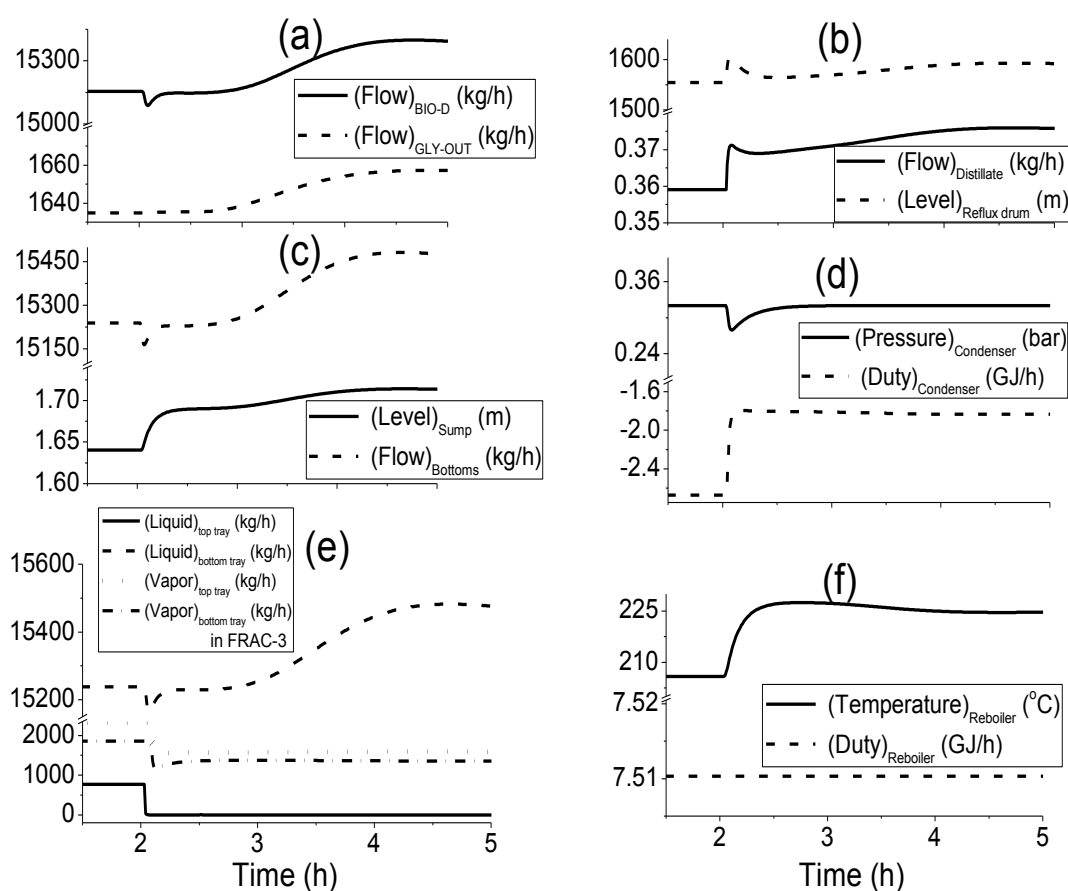 (a)
15300
15000
1660
1640
(Flow)BIO-D (kg/h)
(Flow)GLY-OUT (kg/h)
(b)
1600
1500
0.37
0.36
0.35
(Flow)Distillate (kg/h)
(Level)Reflux drum (m)
(c)
15450
15300
15150
1.70
1.65
1.60
(Level)Sump (m)
(Flow)Bottoms (kg/h)
(d)
0.36
0.24
-1.6
-2.0
-2.4
(Pressure)Condenser (bar)
(Duty)Condenser (GJ/h)
(e)
(Liquid)top tray (kg/h)
(Liquid)bottom tray (kg/h)
(Vapor)top tray (kg/h)
(Vapor)bottom tray (kg/h)
in FRAC-3
15600
15400
15200
2000
1000
0
2 3 4 5
Time (h)
(f)
225
210
7.52
7.51
(Temperature)Reboiler (°C)
(Duty)Reboiler (GJ/h)
2 3 4 5
Time (h)